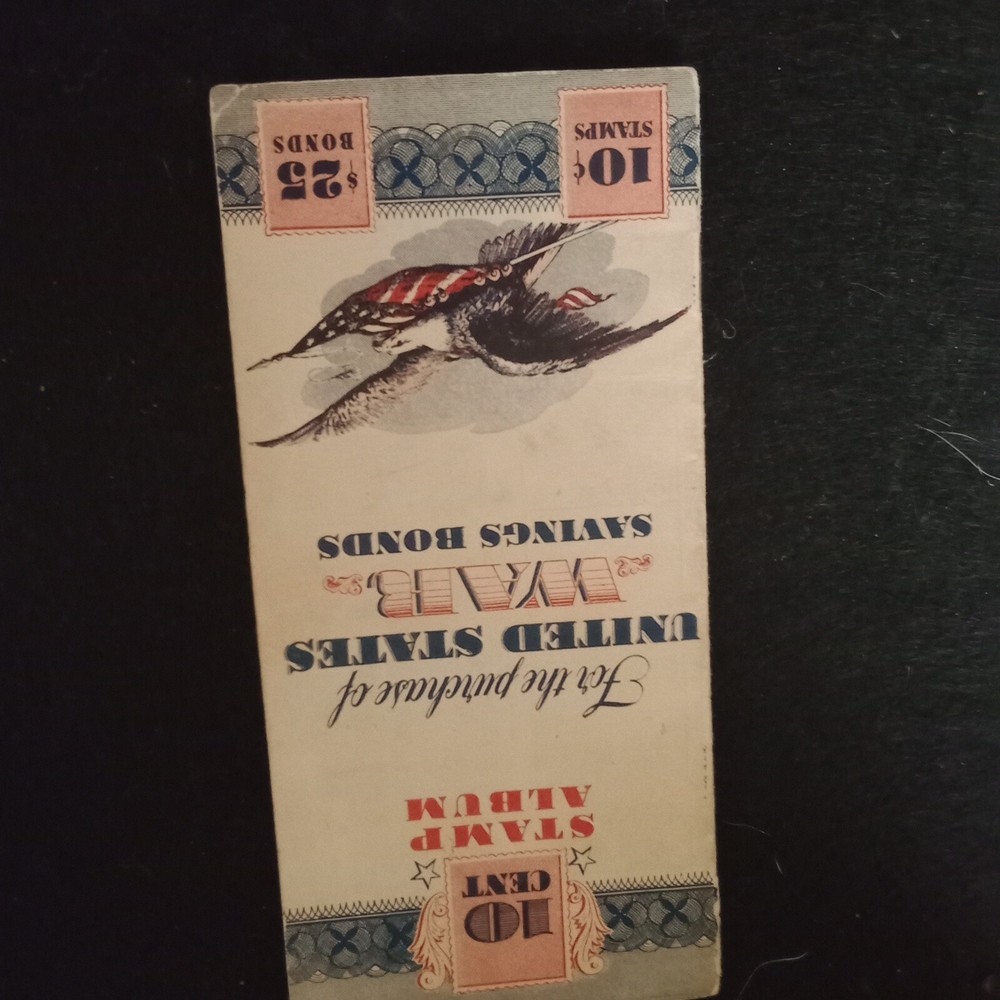 10
CENT
STAMP
ALBUM
For the purchase of
UNITED STATES
WAR
SAVINGS BONDS
10¢
STAMPS
$25
BONDS